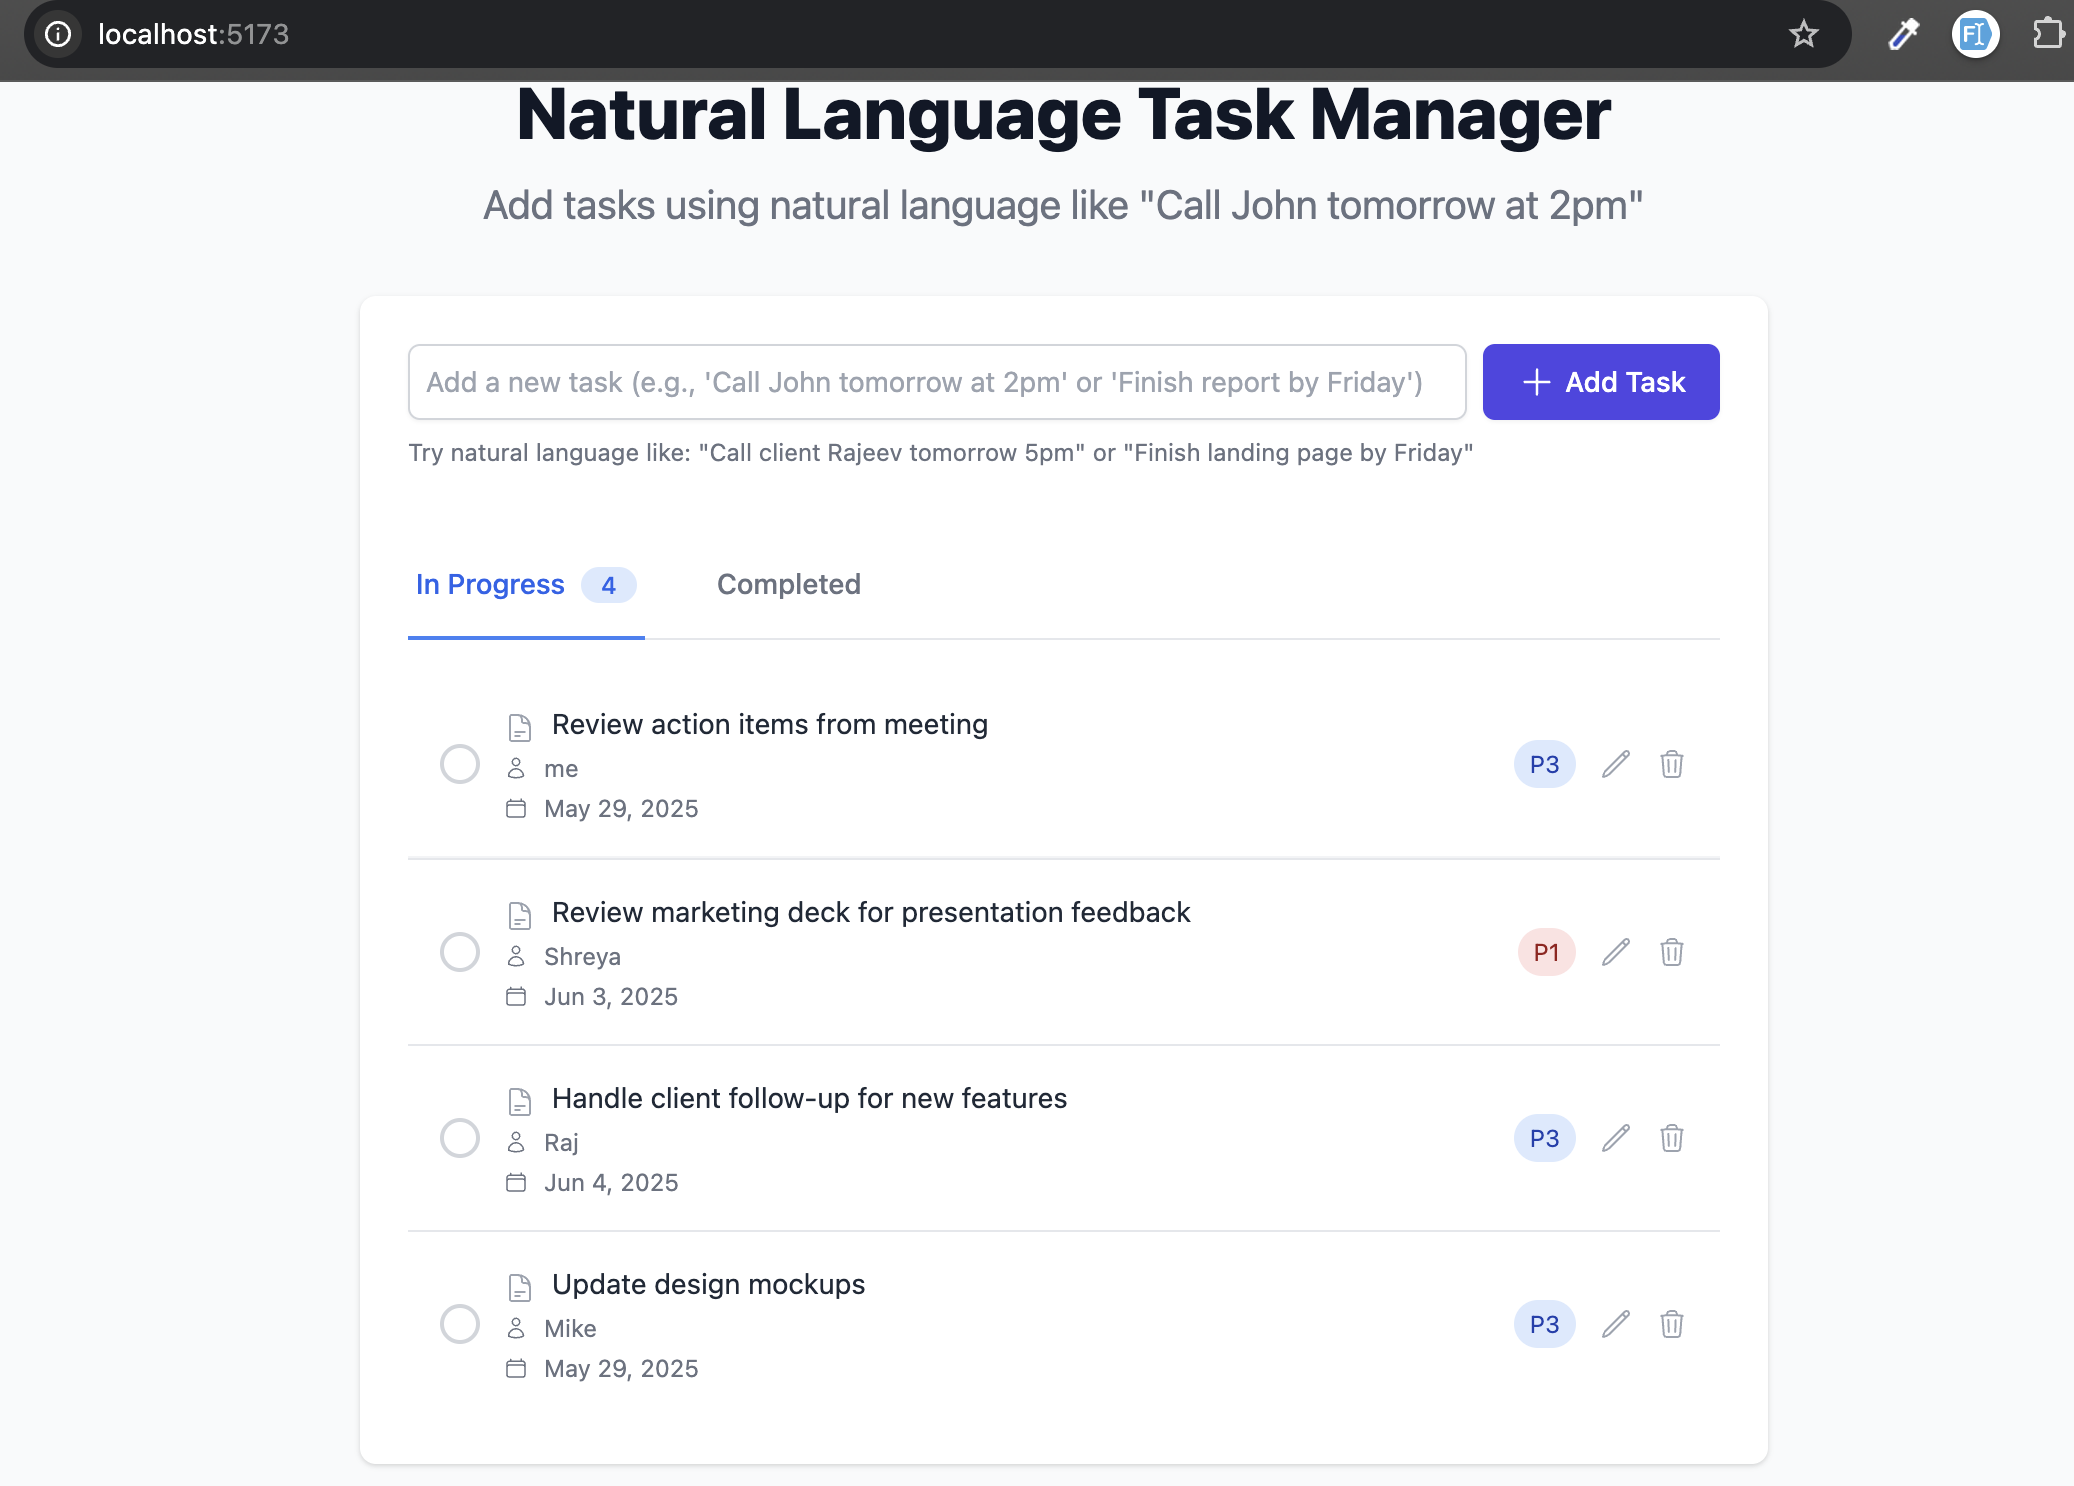 localhost:5173
Natural Language Task Manager
Add tasks using natural language like "Call John tomorrow at 2pm"
Add a new task (e.g., 'Call John tomorrow at 2pm' or 'Finish report by Friday')
Add Task
Try natural language like: "Call client Rajeev tomorrow 5pm" or "Finish landing page by Friday"
In Progress 4 Completed
Review action items from meeting
me
P3
May 29, 2025
Review marketing deck for presentation feedback
Shreya
P1
Jun 3, 2025
Handle client follow-up for new features
Raj
P3
Jun 4, 2025
Update design mockups
Mike
P3
May 29, 2025